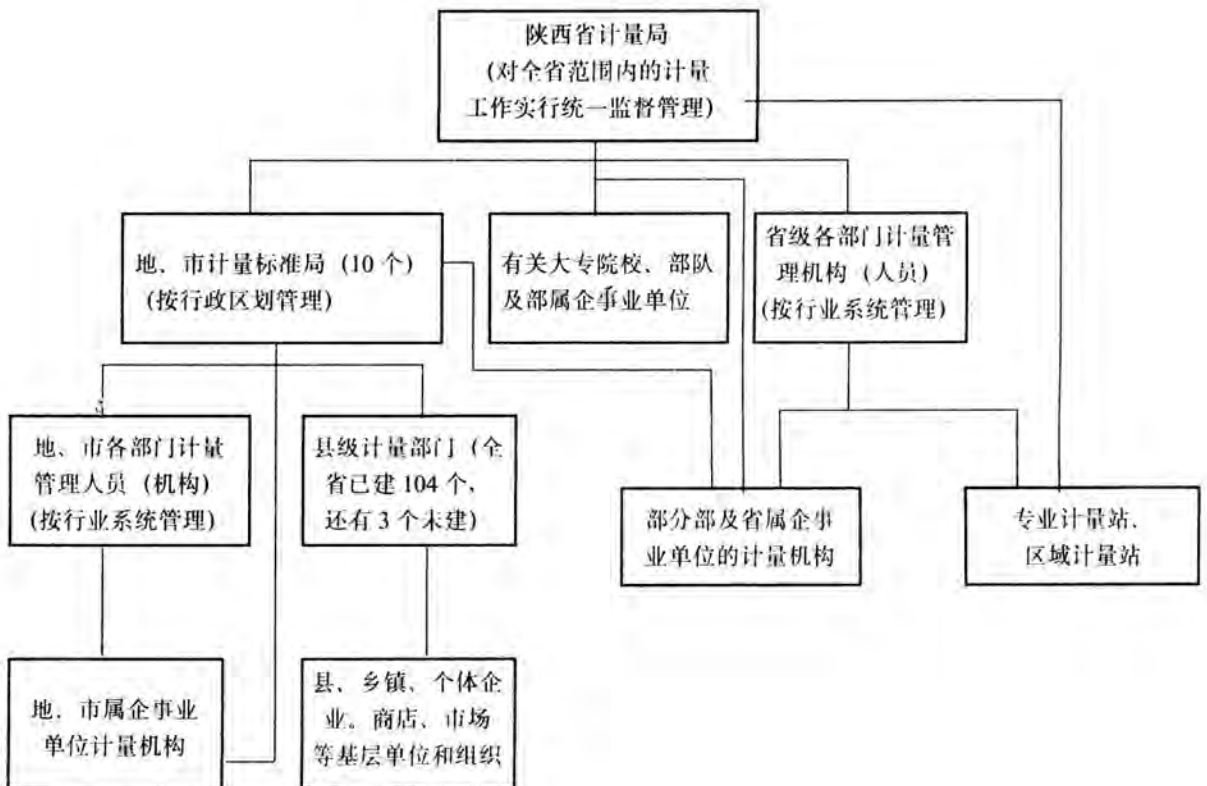 陕西省计量局
(对全省范围内的计量
工作实行统一监督管理)
地、市计量标准局 (10 个)
(按行政区划管理)
有关大专院校、部队
及部属企事业单位
省级各部门计量管
理机构 (人员)
(按行业系统管理)
地、市各部门计量
管理人员 (机构)
(按行业系统管理)
县级计量部门 (全
省已建 104 个,
还有 3 个未建)
部分部及省属企事
业单位的计量机构
专业计量站、
区域计量站
地、市属企事业
单位计量机构
县、乡镇、个体企
业。商店、市场
等基层单位和组织